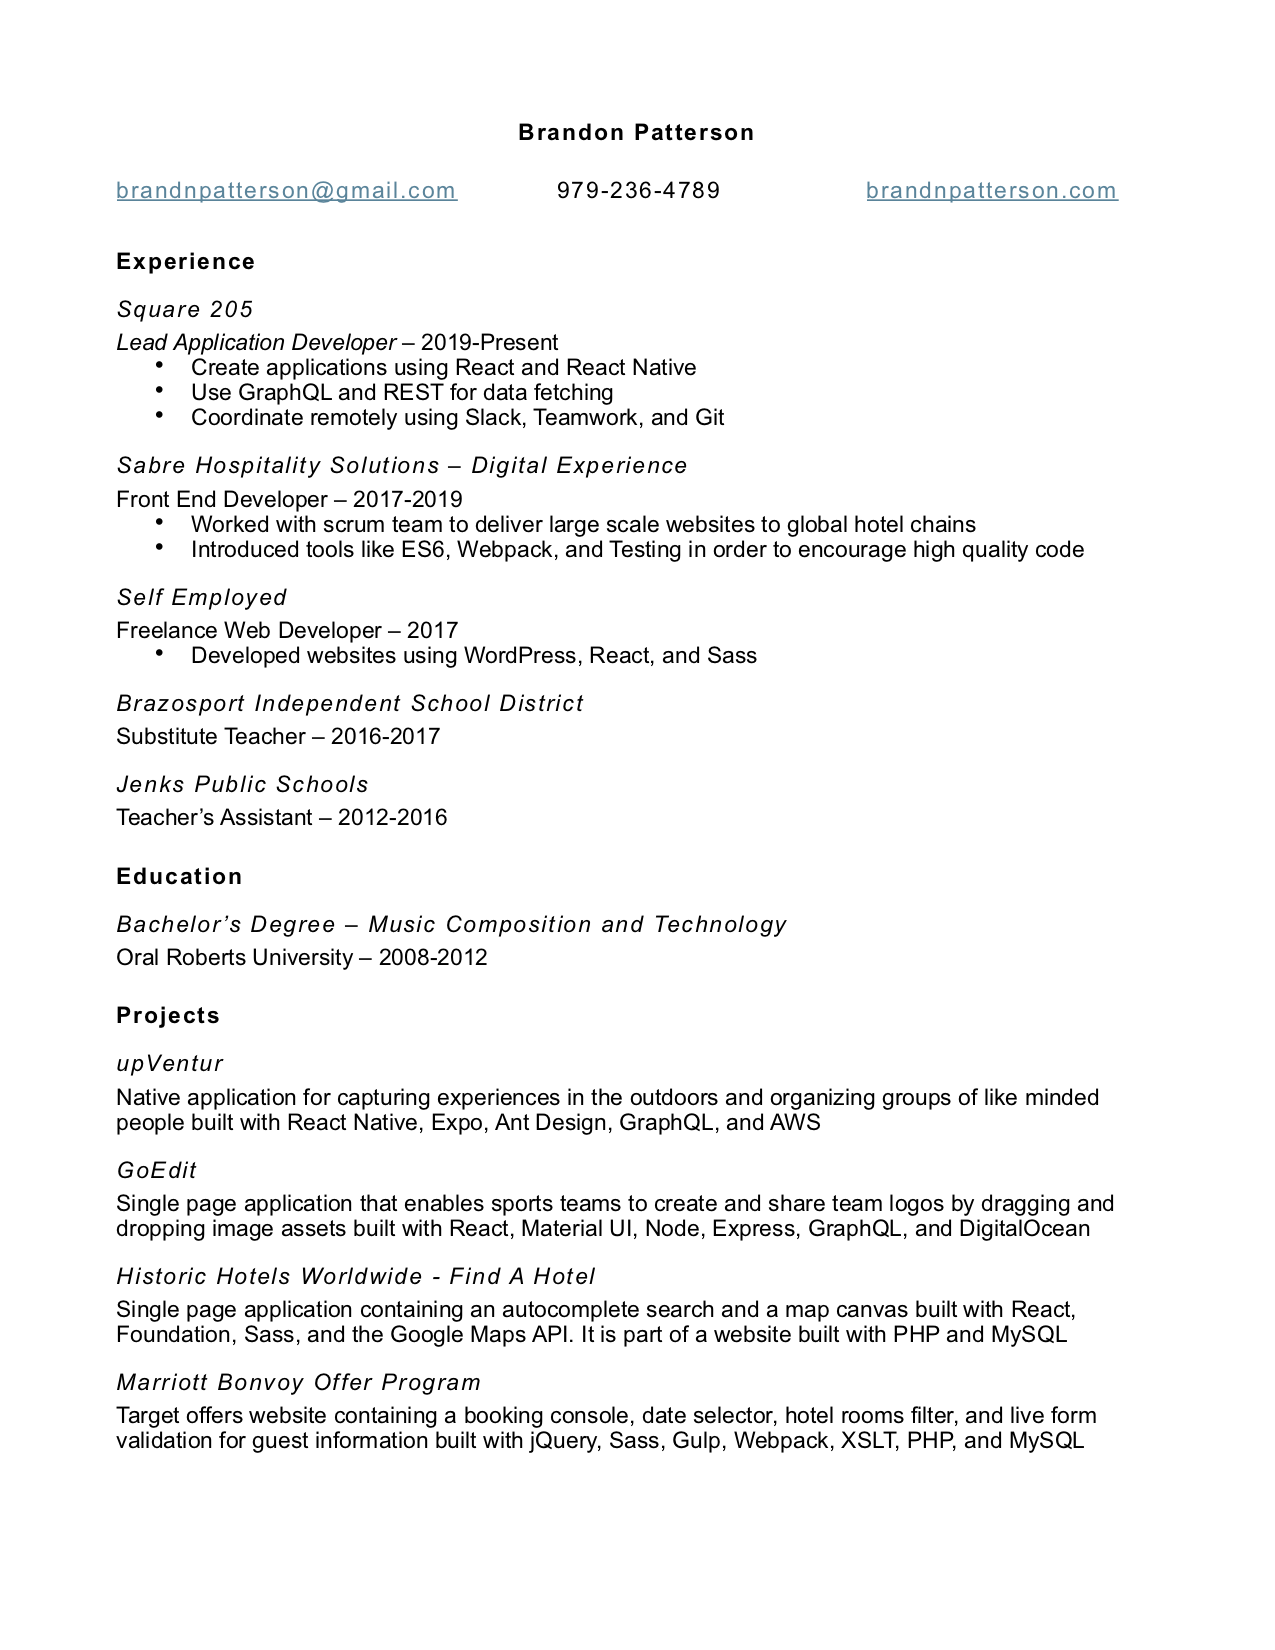 Brandon Patterson
brandnpatterson@gmail.com 979-236-4789 brandnpatterson.com
Experience
Square 205
Lead Application Developer – 2019-Present
• Create applications using React and React Native
• Use GraphQL and REST for data fetching
• Coordinate remotely using Slack, Teamwork, and Git
Sabre Hospitality Solutions – Digital Experience
Front End Developer – 2017-2019
• Worked with scrum team to deliver large scale websites to global hotel chains
• Introduced tools like ES6, Webpack, and Testing in order to encourage high quality code
Self Employed
Freelance Web Developer – 2017
• Developed websites using WordPress, React, and Sass
Brazosport Independent School District
Substitute Teacher – 2016-2017
Jenks Public Schools
Teacher’s Assistant – 2012-2016
Education
Bachelor’s Degree – Music Composition and Technology
Oral Roberts University – 2008-2012
Projects
upVentur
Native application for capturing experiences in the outdoors and organizing groups of like minded
people built with React Native, Expo, Ant Design, GraphQL, and AWS
GoEdit
Single page application that enables sports teams to create and share team logos by dragging and
dropping image assets built with React, Material UI, Node, Express, GraphQL, and DigitalOcean
Historic Hotels Worldwide - Find A Hotel
Single page application containing an autocomplete search and a map canvas built with React,
Foundation, Sass, and the Google Maps API. It is part of a website built with PHP and MySQL
Marriott Bonvoy Offer Program
Target offers website containing a booking console, date selector, hotel rooms filter, and live form
validation for guest information built with jQuery, Sass, Gulp, Webpack, XSLT, PHP, and MySQL